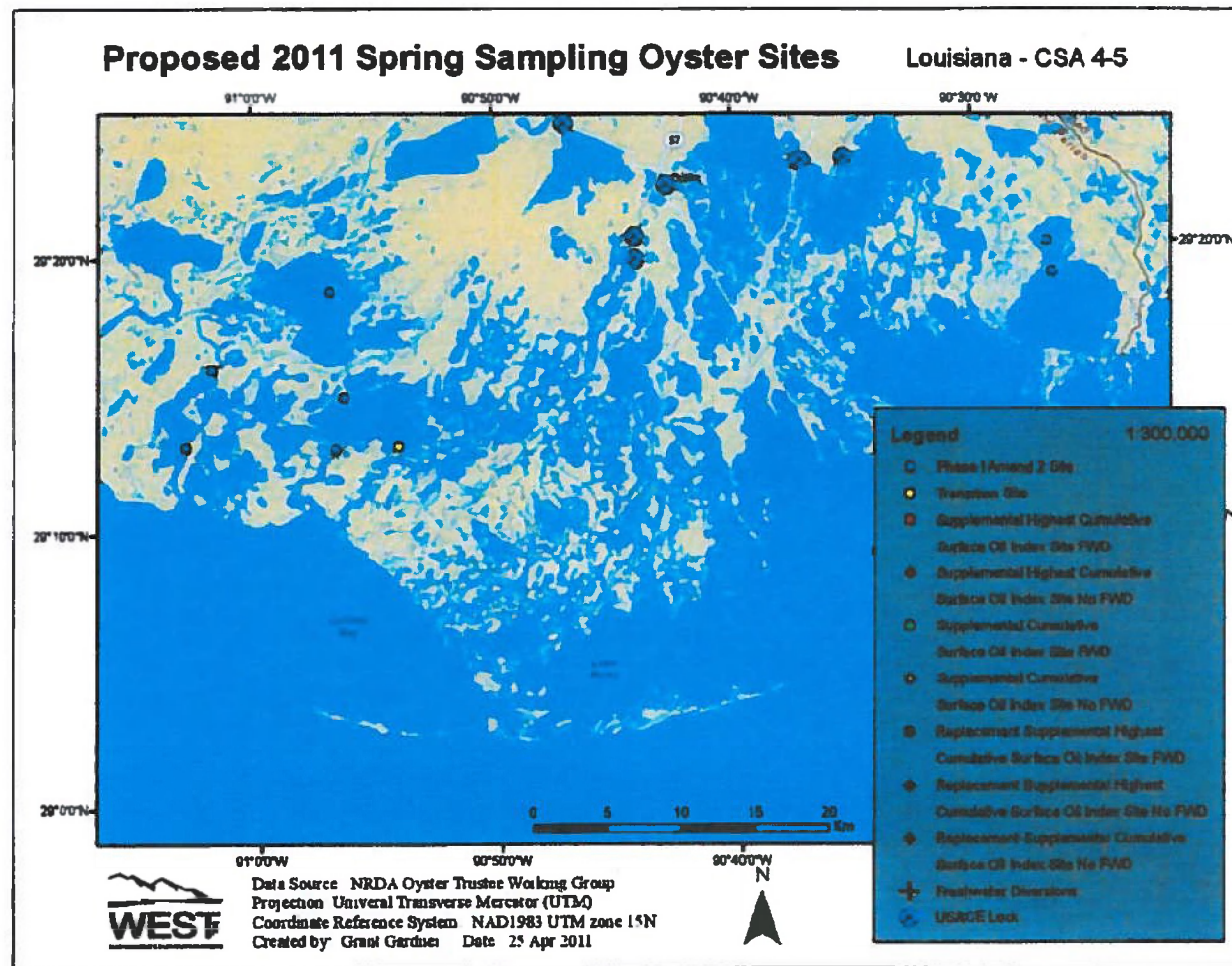 Proposed 2011 Spring Sampling Oyster Sites
Louisiana - CSA 4-5
91°0'0"W 90°50'0"W 90°40'0"W 90°30'0"W
57
29°20'0"N
29°20'0"N
29°10'0"N
29°0'0"N
Legend 1:300,000
Phase I Amend 2 Site
Transition Site
Supplemental Highest Cumulative
Surface Oil Index Site FWD
Supplemental Highest Cumulative
Surface Oil Index Site No FWD
Supplemental Cumulative
Surface Oil Index Site FWD
Supplemental Cumulative
Surface Oil Index Site No FWD
Replacement Supplemental Highest
Cumulative Surface Oil Index Site FWD
Replacement Supplemental Highest
Cumulative Surface Oil Index Site No FWD
Replacement Supplemental Cumulative
Surface Oil Index Site No FWD
Freshwater Diversions
USACE Lock
0 5 10 15 20
Km
91°0'0"W 90°50'0"W 90°40'0"W
N
WEST
Data Source NRDA Oyster Trustee Working Group
Projection Univeral Transverse Mercator (UTM)
Coordinate Reference System NAD1983 UTM zone 15N
Created by Grant Gardner Date 25 Apr 2011